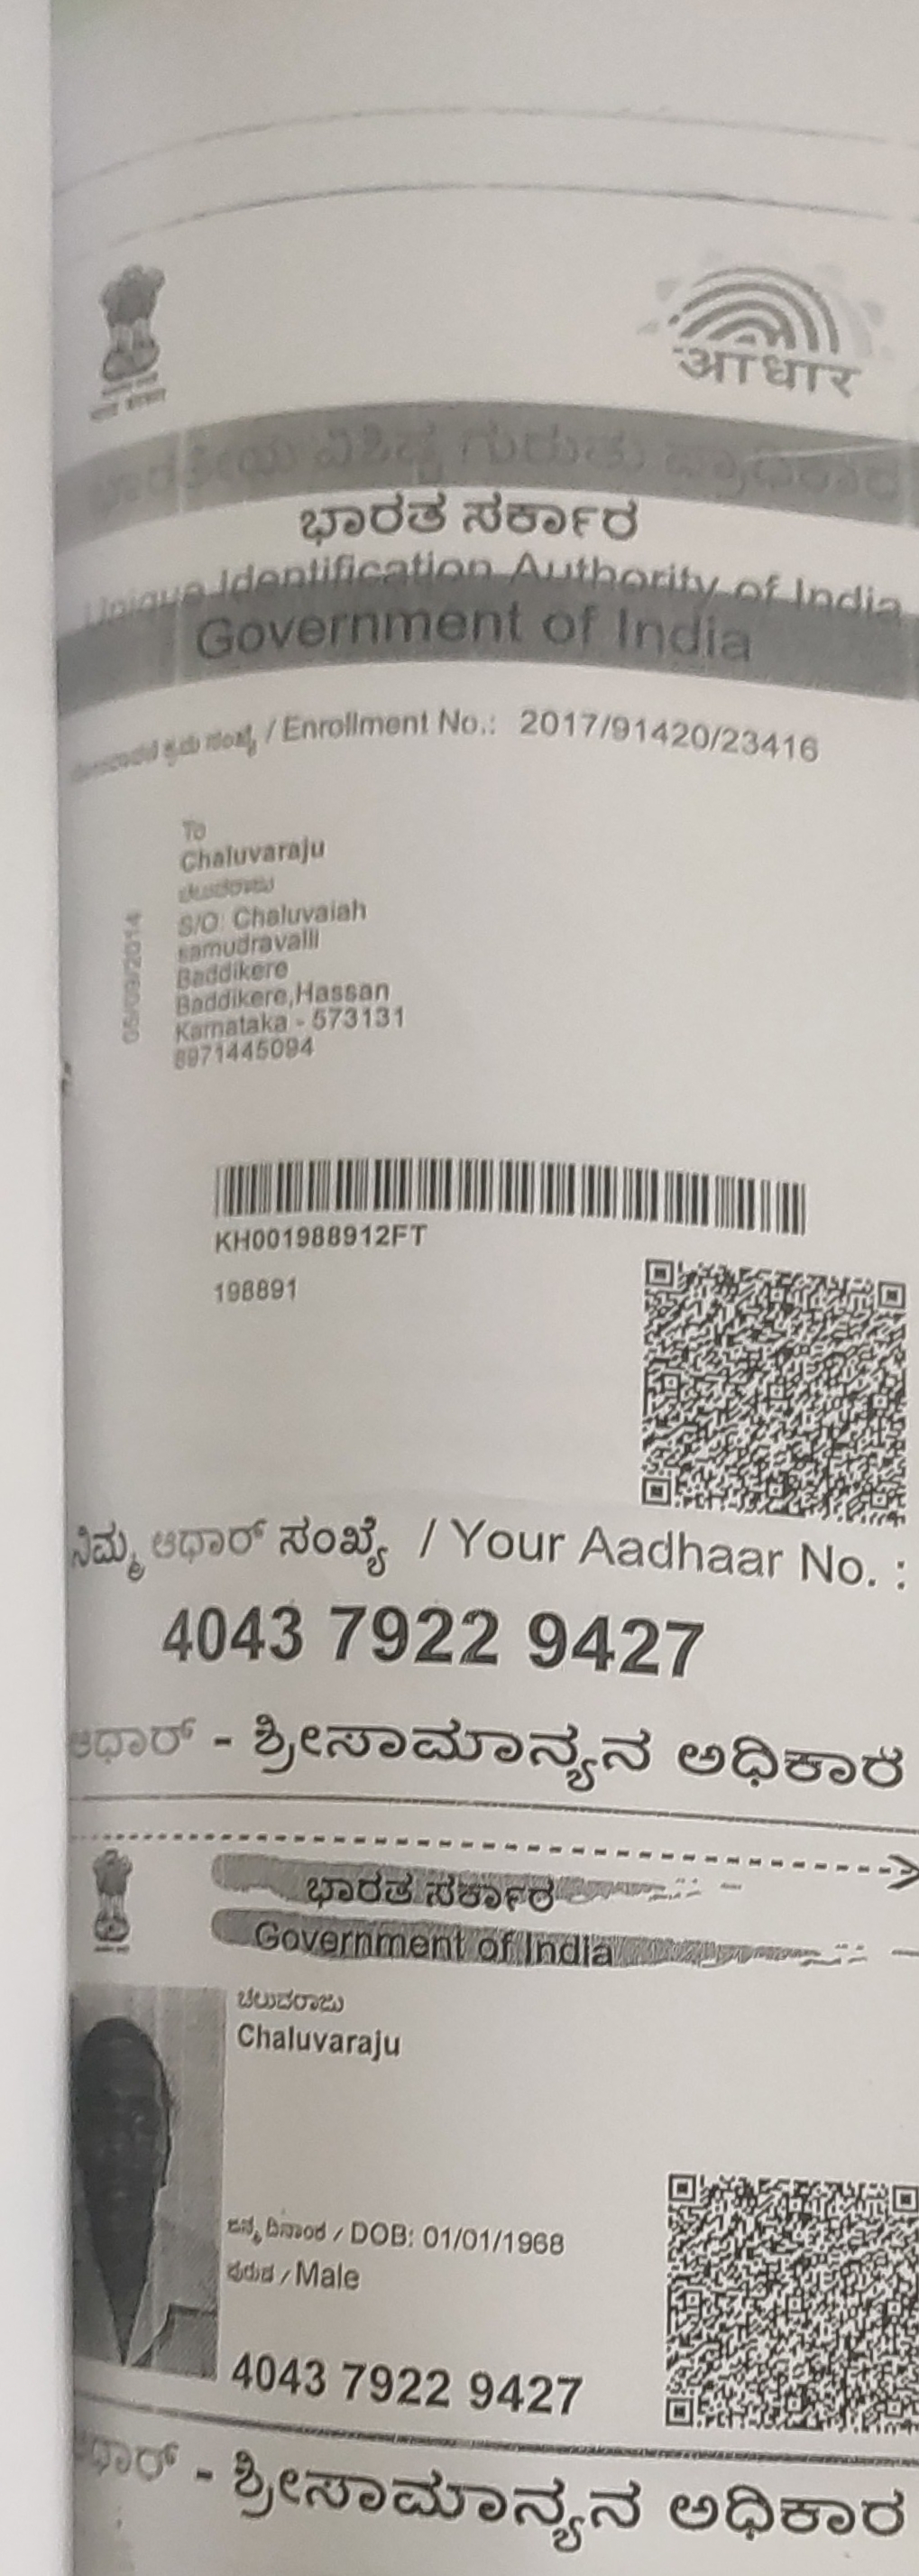 आधार
ಭಾರತೀಯ ವಿಶಿಷ್ಟ ಗುರುತು ಪ್ರಾಧಿಕಾರ
ಭಾರತ ಸರ್ಕಾರ
Unique Identification Authority of India
Government of India
/ Enrollment No.: 2017/91420/23416
To
Chaluvaraju
ಚಲುವರಾಜು
S/O Chaluvaiah
samudravalli
Baddikere
Baddikere,Hassan
Karnataka - 573131
8971445094
05/09/2014
KH001988912FT
198891
ನಿಮ್ಮ ಆಧಾರ್ ಸಂಖ್ಯೆ / Your Aadhaar No. :
4043 7922 9427
ಆಧಾರ್ - ಶ್ರೀಸಾಮಾನ್ಯನ ಅಧಿಕಾರ
ಭಾರತ ಸರ್ಕಾರ
Government of India
ಚಲುವರಾಜು
Chaluvaraju
ಜನ್ಮ ದಿನಾಂಕ / DOB: 01/01/1968
ಪುರುಷ / Male
4043 7922 9427
ಆಧಾರ್ - ಶ್ರೀಸಾಮಾನ್ಯನ ಅಧಿಕಾರ